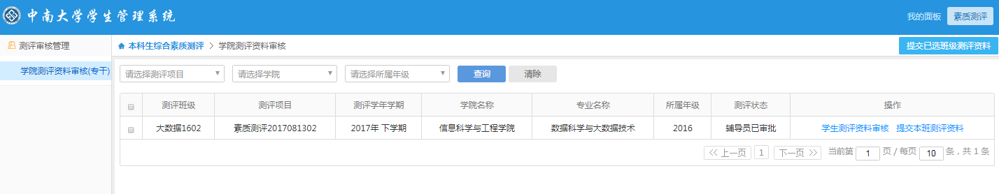 中南大学学生管理系统
我的面板 素质测评
测评审核管理
学院测评资料审核(专干)
本科生综合素质测评 > 学院测评资料审核
提交已选班级测评资料
请选择测评项目 请选择学院 请选择所属年级 查询 清除
测评班级 测评项目 测评学年学期 学院名称 专业名称 所属年级 测评状态 操作
大数据1602 素质测评2017081302 2017年 下学期 信息科学与工程学院 数据科学与大数据技术 2016 辅导员已审批 学生测评资料审核 提交本班测评资料
<< 上一页 1 下一页 >> 当前第 1 页 / 每页 10 条，共 1 条